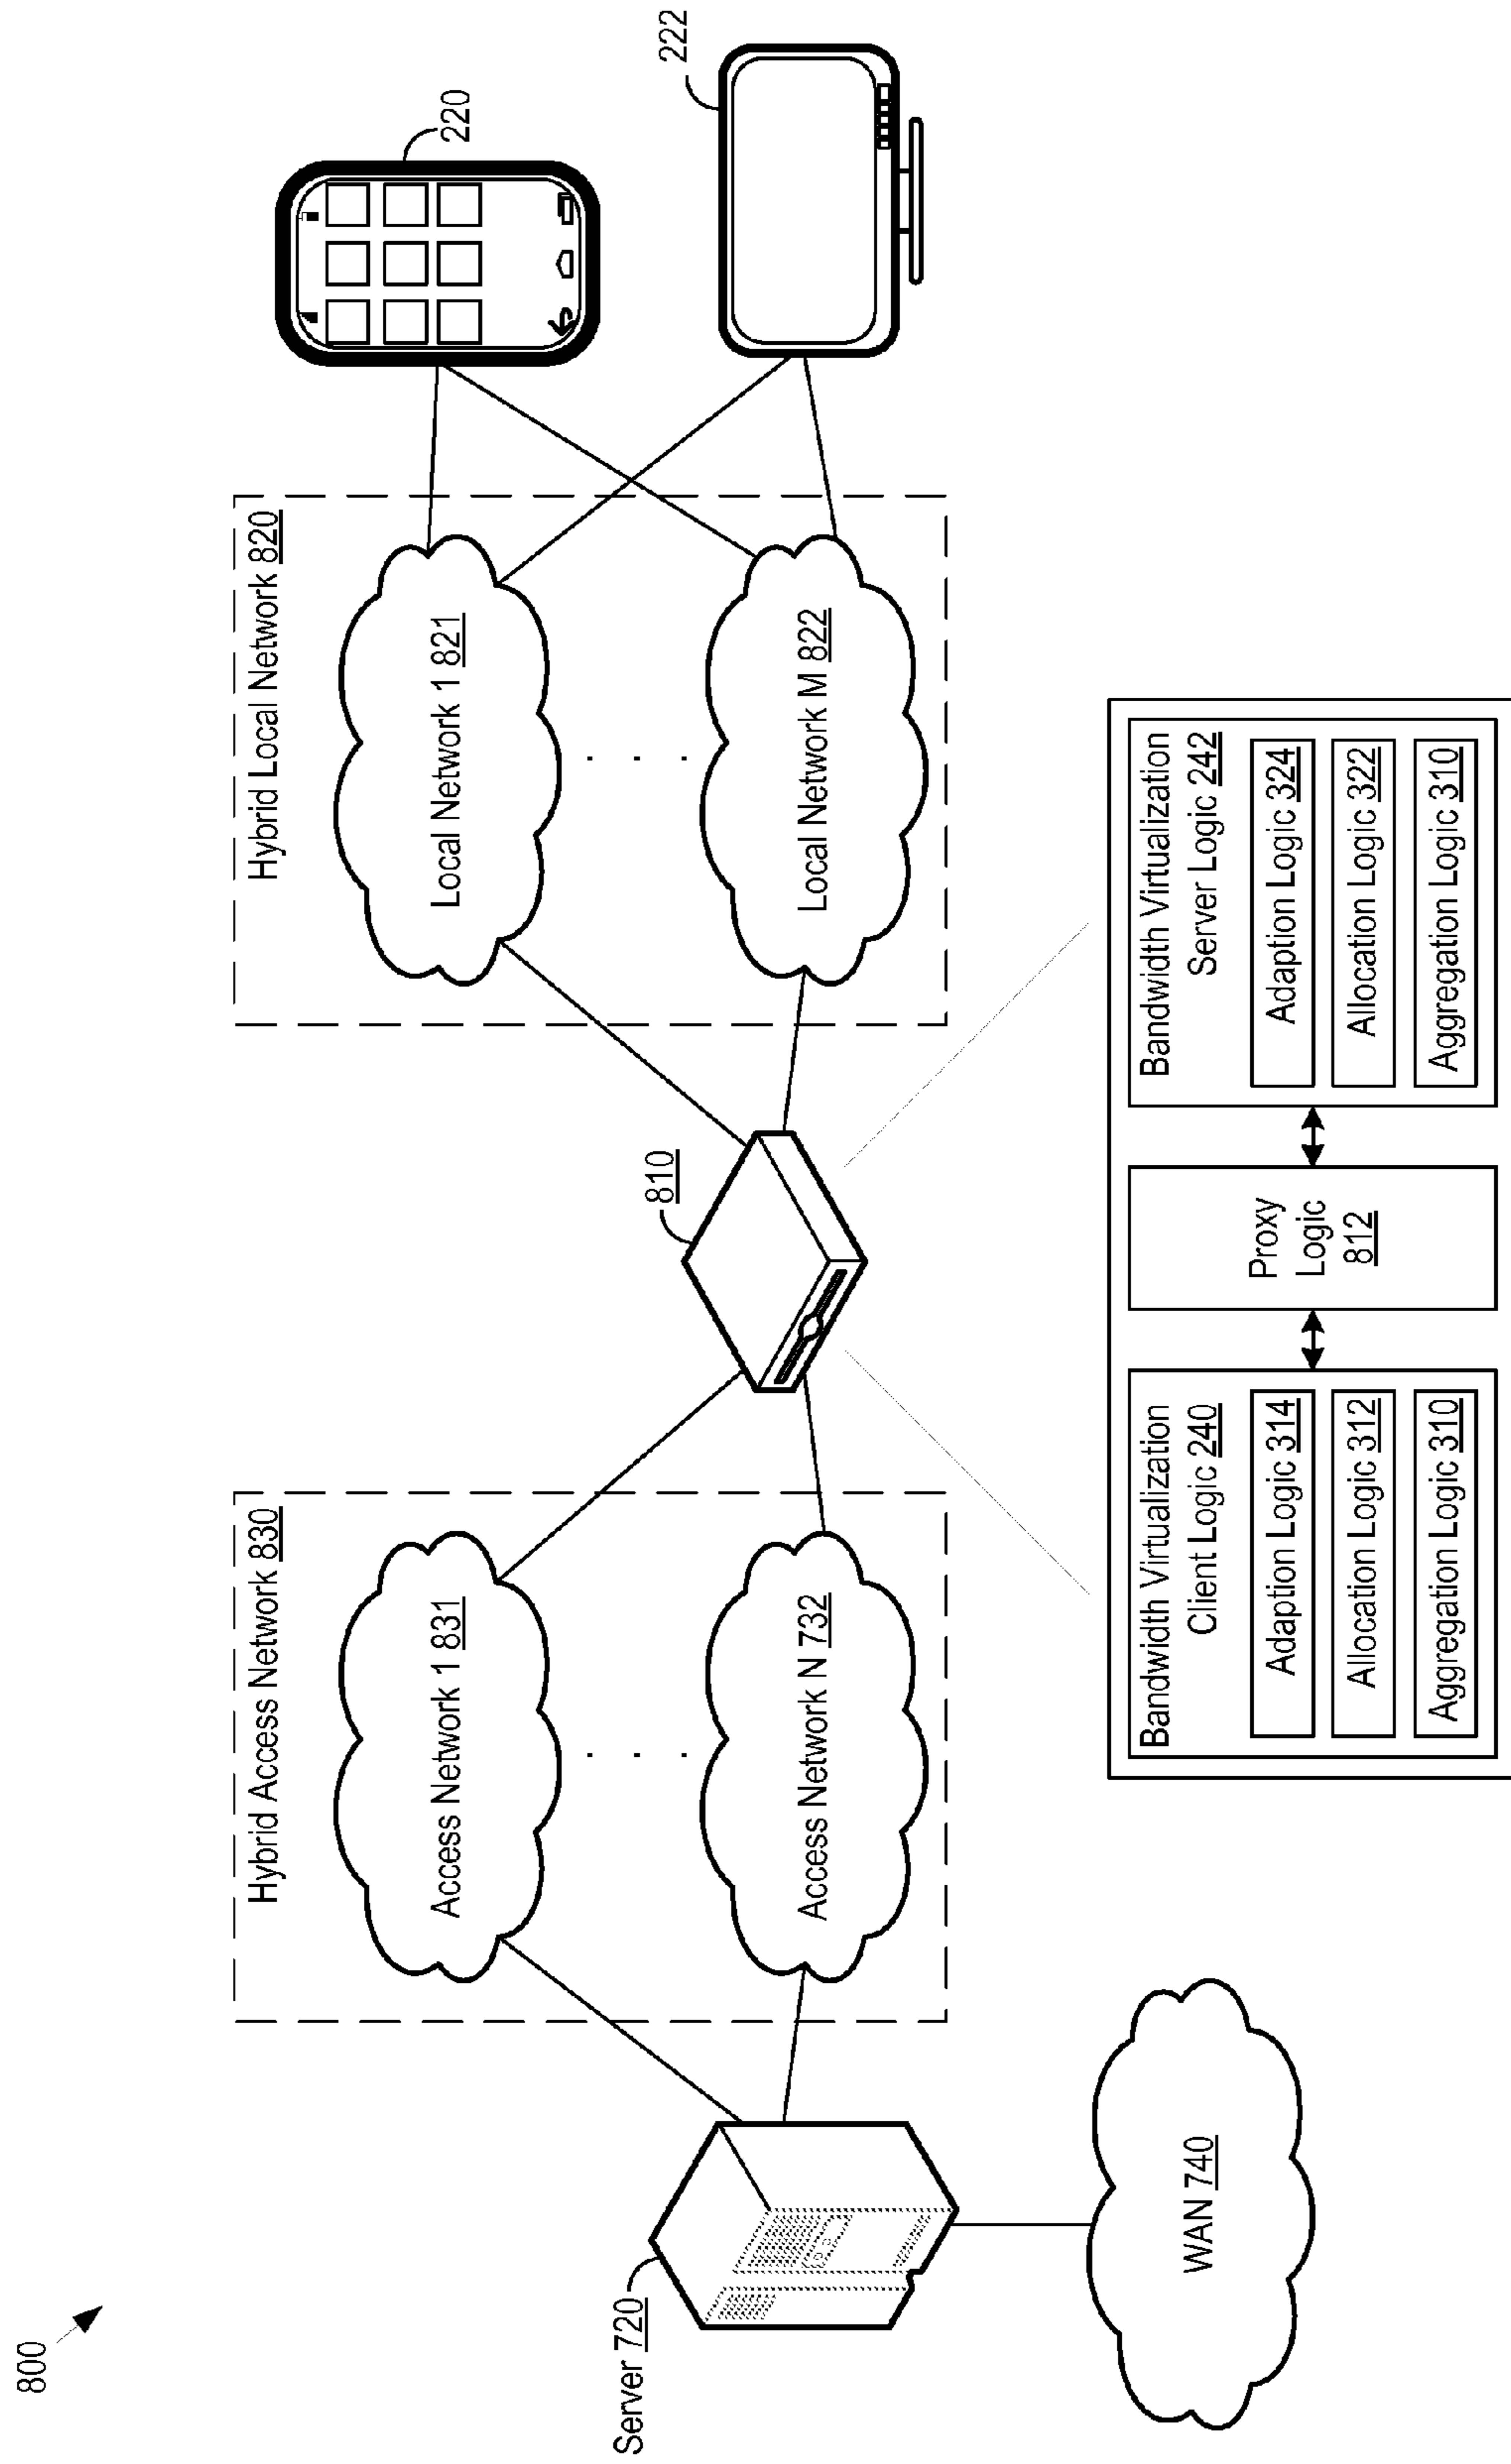 800
Hybrid Access Network 830
Hybrid Local Network 820
220
Access Network 1 831
Local Network 1 821
. . .
. . .
Server 720
810
222
Access Network N 732
Local Network M 822
WAN 740
Bandwidth Virtualization
Client Logic 240
Adaption Logic 314
Allocation Logic 312
Aggregation Logic 310
Proxy
Logic
812
Bandwidth Virtualization
Server Logic 242
Adaption Logic 324
Allocation Logic 322
Aggregation Logic 310